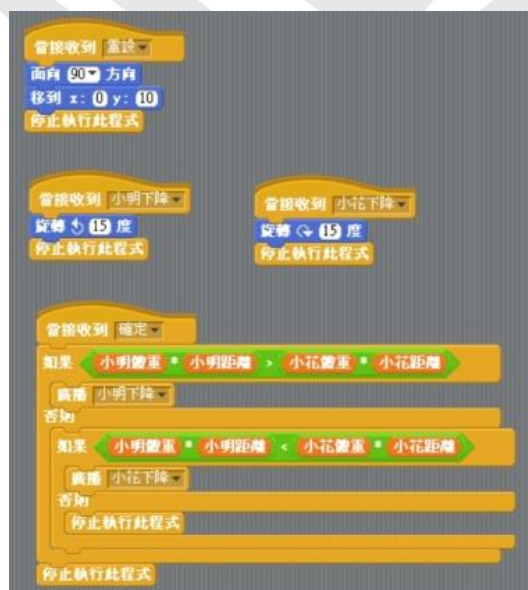 當接收到 重設
面向 90 方向
移到 x: 0 y: 10
停止執行此程式
當接收到 小明下降
旋轉 15 度
停止執行此程式
當接收到 小花下降
旋轉 15 度
停止執行此程式
當接收到 確定
如果 小明體重 * 小明距離 > 小花體重 * 小花距離
廣播 小明下降
否則
如果 小明體重 * 小明距離 < 小花體重 * 小花距離
廣播 小花下降
否則
停止執行此程式
停止執行此程式